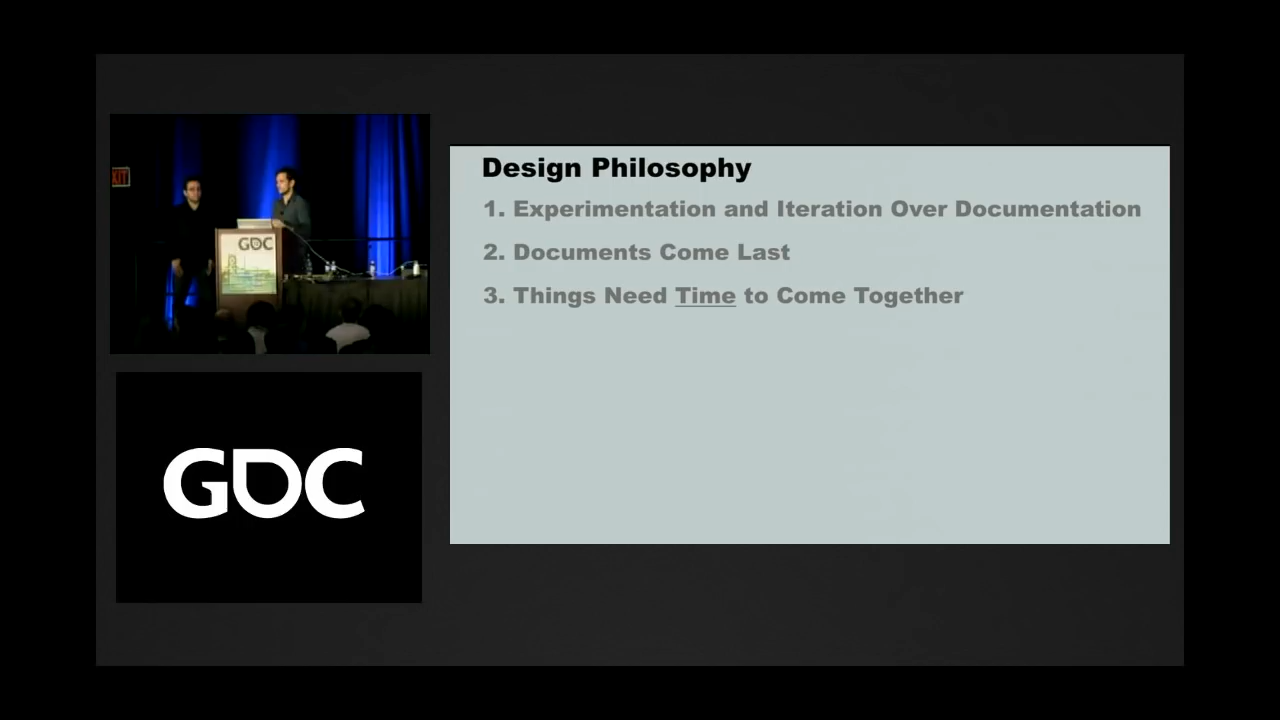 XIT
GDC
Design Philosophy
1. Experimentation and Iteration Over Documentation
2. Documents Come Last
3. Things Need Time to Come Together
GDC